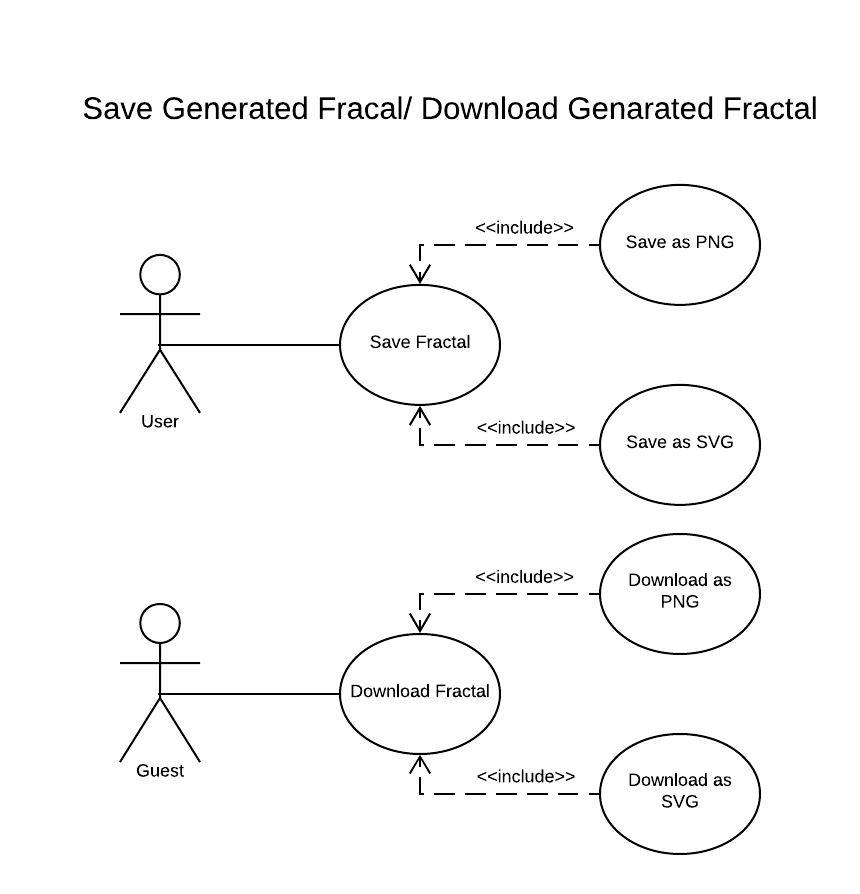 Save Generated Fracal/ Download Genarated Fractal
<<include>>
Save as PNG
Save Fractal
User
<<include>>
Save as SVG
<<include>>
Download as
PNG
Download Fractal
Guest
<<include>>
Download as
SVG